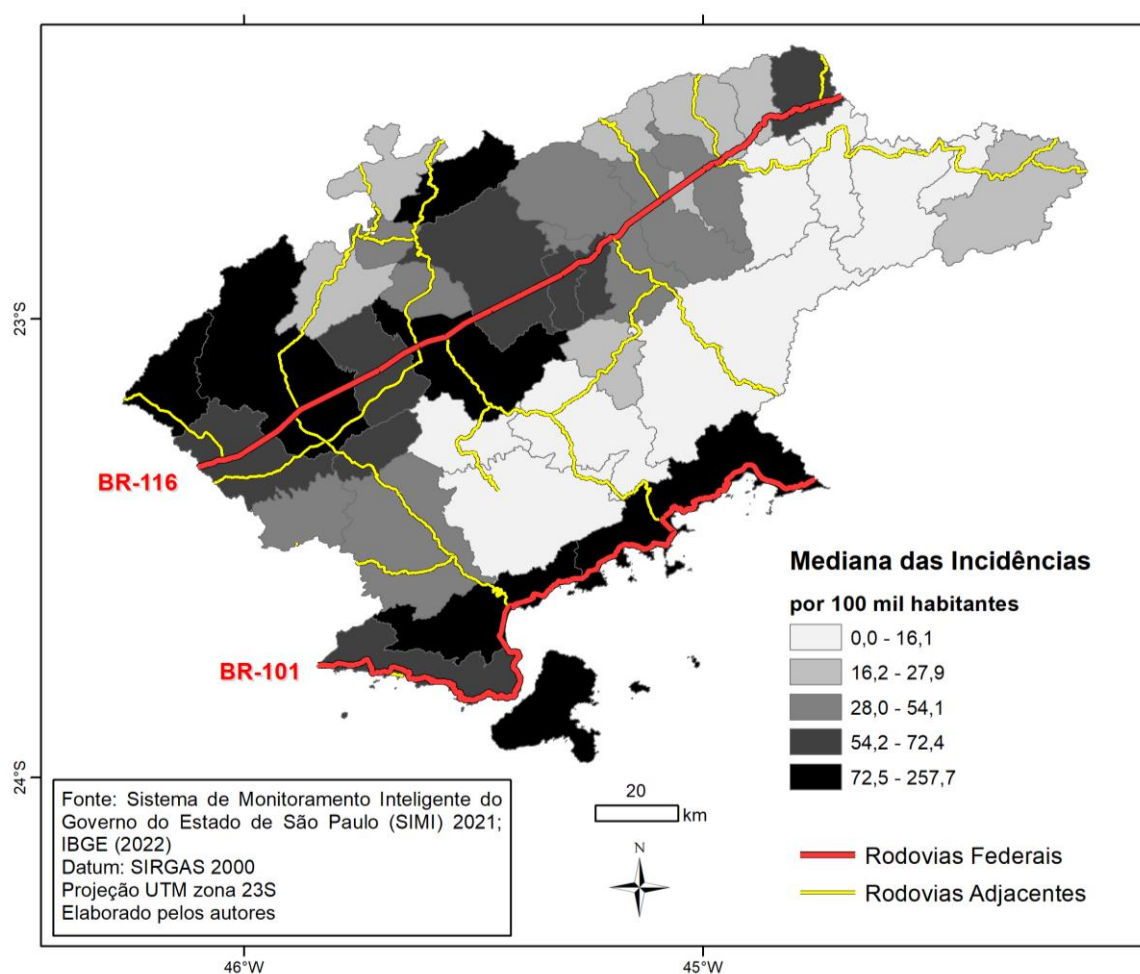 23°S
BR-116
BR-101
24°S
Mediana das Incidências
por 100 mil habitantes
0,0 - 16,1
16,2 - 27,9
28,0 - 54,1
54,2 - 72,4
72,5 - 257,7
Fonte: Sistema de Monitoramento Inteligente do
Governo do Estado de São Paulo (SIMI) 2021;
IBGE (2022)
Datum: SIRGAS 2000
Projeção UTM zona 23S
Elaborado pelos autores
20
km
N
Rodovias Federais
Rodovias Adjacentes
46°W
45°W